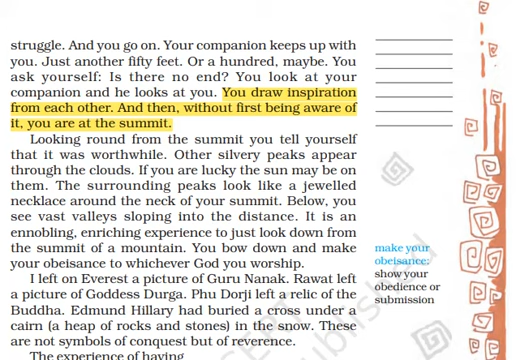 struggle. And you go on. Your companion keeps up with
you. Just another fifty feet. Or a hundred, maybe. You
ask yourself: Is there no end? You look at your
companion and he looks at you. You draw inspiration
from each other. And then, without first being aware of
it, you are at the summit.
Looking round from the summit you tell yourself
that it was worthwhile. Other silvery peaks appear
through the clouds. If you are lucky the sun may be on
them. The surrounding peaks look like a jewelled
necklace around the neck of your summit. Below, you
see vast valleys sloping into the distance. It is an
ennobling, enriching experience to just look down from
the summit of a mountain. You bow down and make
your obeisance to whichever God you worship.
I left on Everest a picture of Guru Nanak. Rawat left
a picture of Goddess Durga. Phu Dorji left a relic of the
Buddha. Edmund Hillary had buried a cross under a
cairn (a heap of rocks and stones) in the snow. These
are not symbols of conquest but of reverence.
The experience of having
make your
obeisance:
show your
obedience or
submission